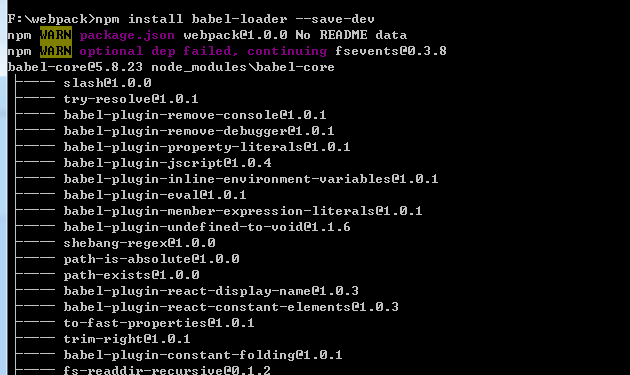 F:\webpack>npm install babel-loader --save-dev
npm WARN package.json webpack@1.0.0 No README data
npm WARN optional dep failed, continuing fsevents@0.3.8
babel-core@5.8.23 node_modules\babel-core
├── slash@1.0.0
├── try-resolve@1.0.1
├── babel-plugin-remove-console@1.0.1
├── babel-plugin-remove-debugger@1.0.1
├── babel-plugin-property-literals@1.0.1
├── babel-plugin-jscript@1.0.4
├── babel-plugin-inline-environment-variables@1.0.1
├── babel-plugin-eval@1.0.1
├── babel-plugin-member-expression-literals@1.0.1
├── babel-plugin-undefined-to-void@1.1.6
├── shebang-regex@1.0.0
├── path-is-absolute@1.0.0
├── path-exists@1.0.0
├── babel-plugin-react-display-name@1.0.3
├── babel-plugin-react-constant-elements@1.0.3
├── to-fast-properties@1.0.1
├── trim-right@1.0.1
├── babel-plugin-constant-folding@1.0.1
├── fs-readdir-recursive@0.1.2